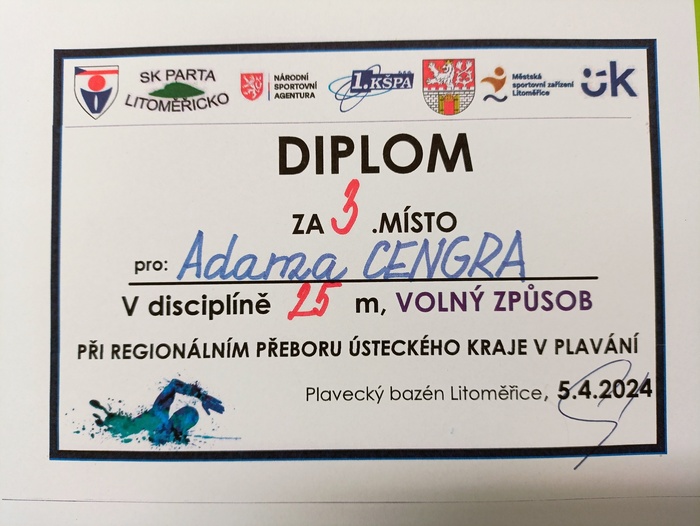 SK PARTA
LITOMĚŘICKO
NÁRODNÍ
SPORTOVNÍ
AGENTURA
1.KŠPA
Městská
sportovní zařízení
Litoměřice
úk
DIPLOM
ZA 3 .MÍSTO
pro: Adama CENGRA
V disciplíně 25 m, VOLNÝ ZPŮSOB
PŘI REGIONÁLNÍM PŘEBORU ÚSTECKÉHO KRAJE V PLAVÁNÍ
Plavecký bazén Litoměřice, 5.4.2024